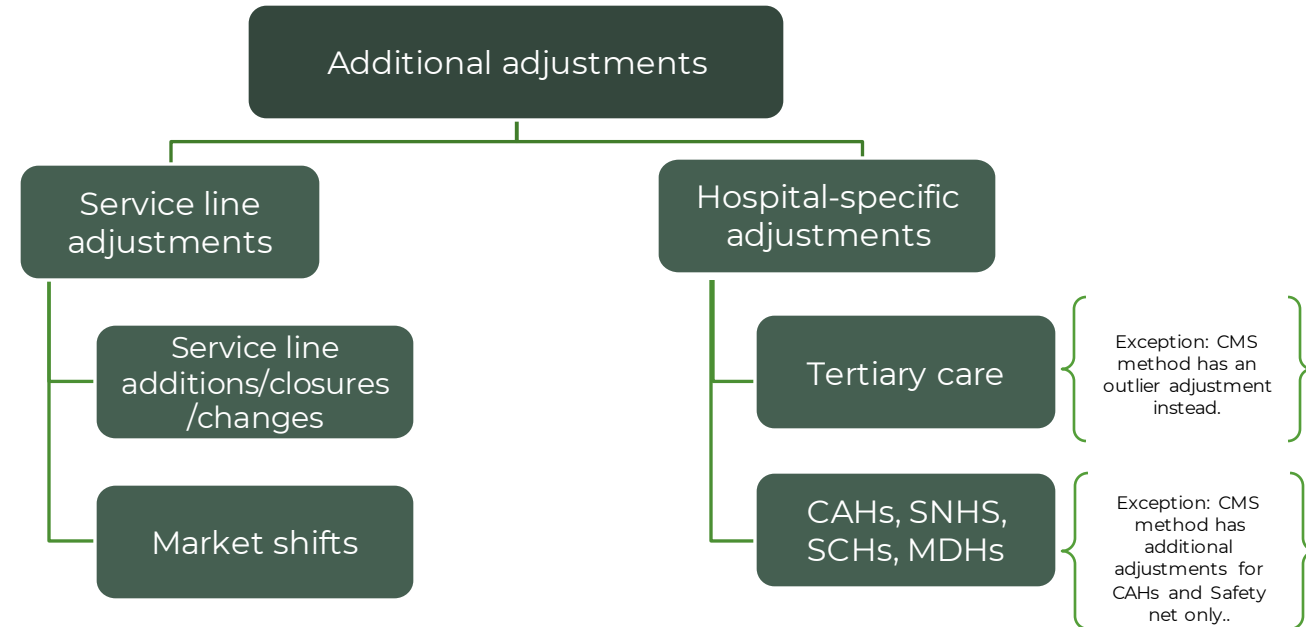 Additional adjustments
Service line
adjustments
Service line
additions/closures
/changes
Market shifts
Hospital-specific
adjustments
Tertiary care
Exception: CMS
method has an
outlier adjustment
instead.
CAHs, SNHS,
SCHs, MDHs
Exception: CMS
method has
additional
adjustments for
CAHs and Safety
net only..